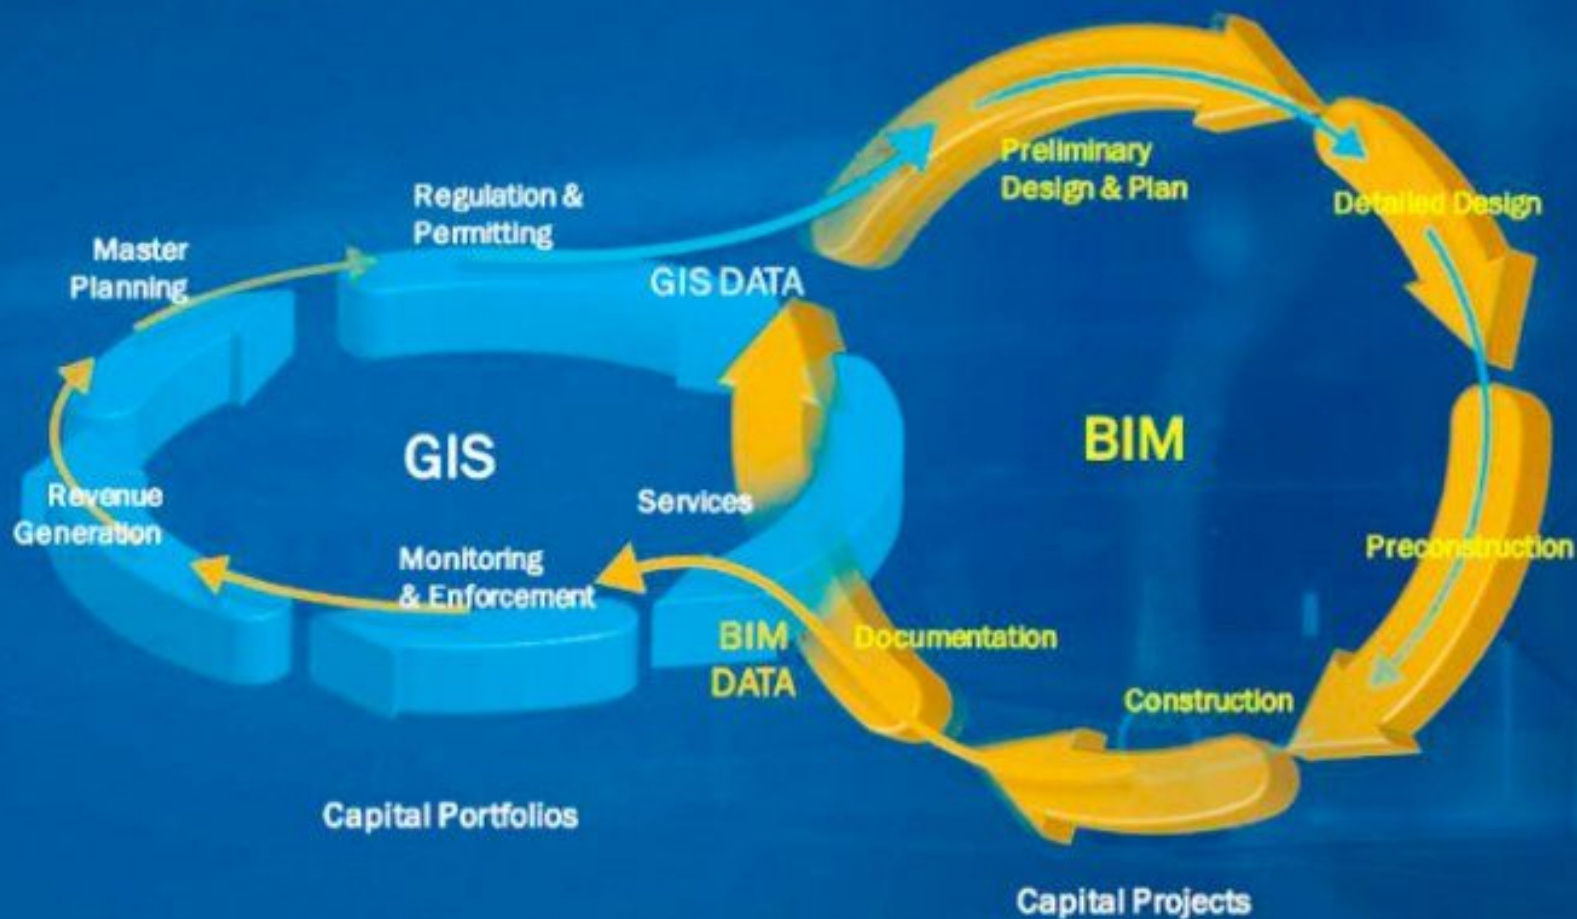 Regulation &
Permitting
Master
Planning
GIS DATA
Preliminary
Design & Plan
Detailed Design
GIS
BIM
Services
Revenue
Generation
Monitoring
& Enforcement
Preconstruction
BIM
DATA
Documentation
Construction
Capital Portfolios
Capital Projects